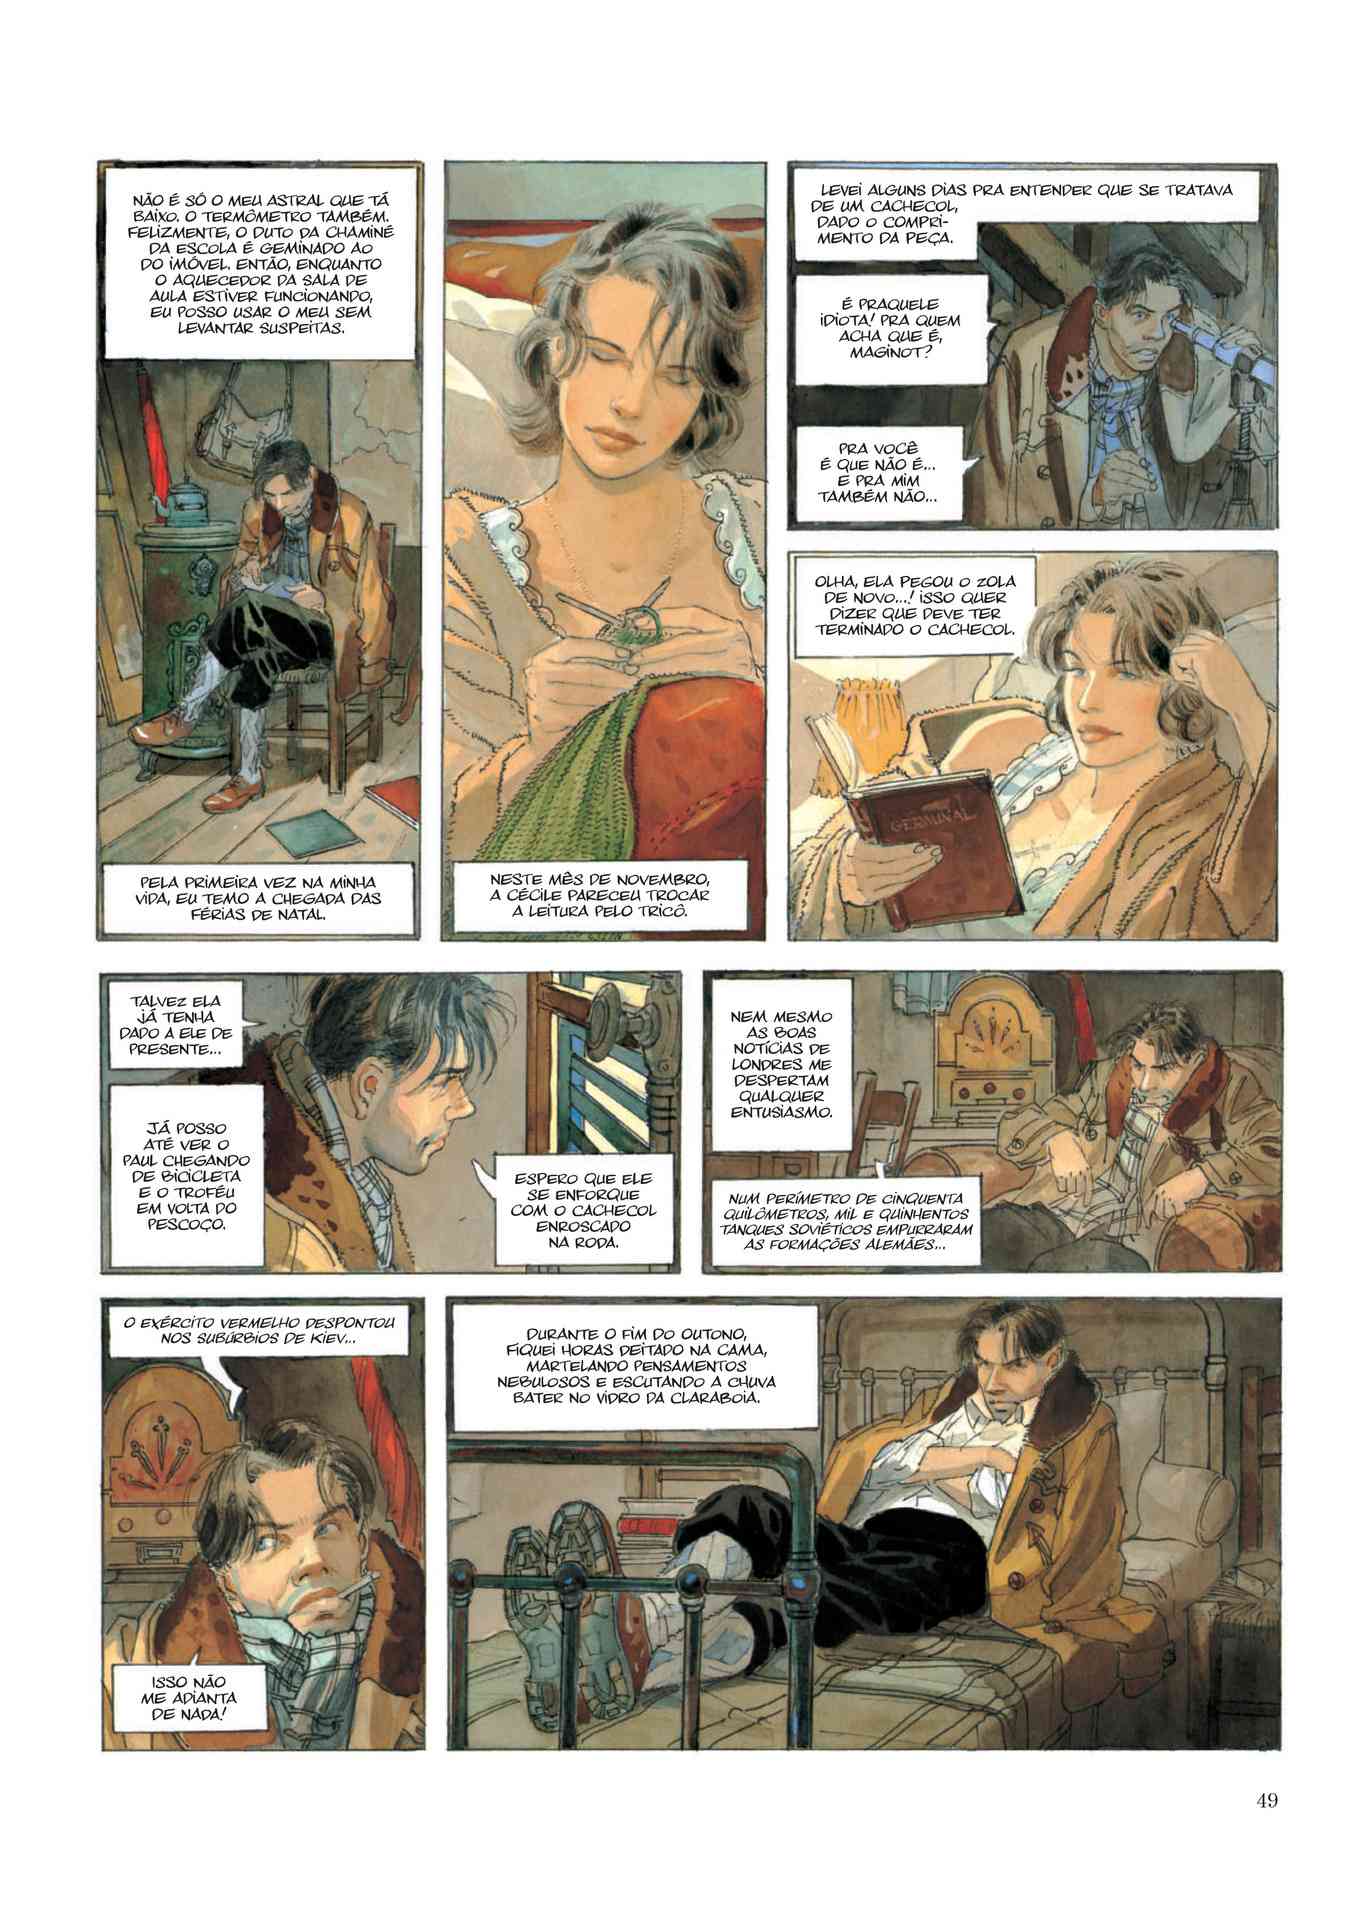 NÃO É SÓ O MEU ASTRAL QUE TÁ
BAIXO. O TERMÔMETRO TAMBÉM.
FELIZMENTE, O DUTO DA CHAMINÉ
DA ESCOLA É GEMINADO AO
DO IMÓVEL. ENTÃO, ENQUANTO
O AQUECEDOR DA SALA DE
AULA ESTIVER FUNCIONANDO,
EU POSSO USAR O MEU SEM
LEVANTAR SUSPEITAS.
PELA PRIMEIRA VEZ NA MINHA
VIDA, EU TEMO A CHEGADA DAS
FÉRIAS DE NATAL.
NESTE MÊS DE NOVEMBRO,
A CÉCILE PARECEU TROCAR
A LEITURA PELO TRICÔ.
LEVEI ALGUNS DIAS PRA ENTENDER QUE SE TRATAVA
DE UM CACHECOL,
DADO O COMPRI-
MENTO DA PEÇA.
É PRAQUELE
IDIOTA! PRA QUEM
ACHA QUE É,
MAGINOT?
PRA VOCÊ
É QUE NÃO É...
E PRA MIM
TAMBÉM NÃO...
OLHA, ELA PEGOU O ZOLA
DE NOVO...! ISSO QUER
DIZER QUE DEVE TER
TERMINADO O CACHECOL.
GERMINAL
TALVEZ ELA
JÁ TENHA
DADO A ELE DE
PRESENTE...
JÁ POSSO
ATÉ VER O
PAUL CHEGANDO
DE BICICLETA
E O TROFÉU
EM VOLTA DO
PESCOÇO.
ESPERO QUE ELE
SE ENFORQUE
COM O CACHECOL
ENROSCADO
NA RODA.
NEM MESMO
AS BOAS
NOTÍCIAS DE
LONDRES ME
DESPERTAM
QUALQUER
ENTUSIASMO.
NUM PERÍMETRO DE CINQUENTA
QUILÔMETROS, MIL E QUINHENTOS
TANQUES SOVIÉTICOS EMPURRARAM
AS FORMAÇÕES ALEMÃES...
O EXÉRCITO VERMELHO DESPONTOU
NOS SUBÚRBIOS DE KIEV...
ISSO NÃO
ME ADIANTA
DE NADA!
DURANTE O FIM DO OUTONO,
FIQUEI HORAS DEITADO NA CAMA,
MARTELANDO PENSAMENTOS
NEBULOSOS E ESCUTANDO A CHUVA
BATER NO VIDRO DA CLARABOIA.
49